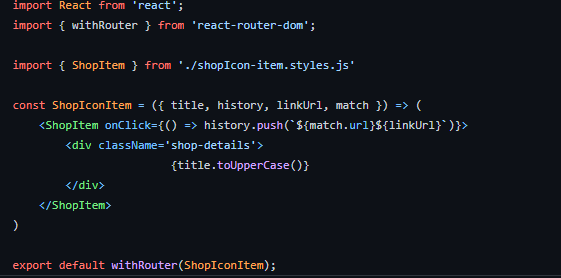 import React from 'react';
import { withRouter } from 'react-router-dom';

import { ShopItem } from './shopIcon-item.styles.js'

const ShopIconItem = ({ title, history, linkUrl, match }) => (
    <ShopItem onClick={() => history.push(`${match.url}${linkUrl}`)}>
        <div className='shop-details'>
                        {title.toUpperCase()}
        </div>
    </ShopItem>
)

export default withRouter(ShopIconItem);